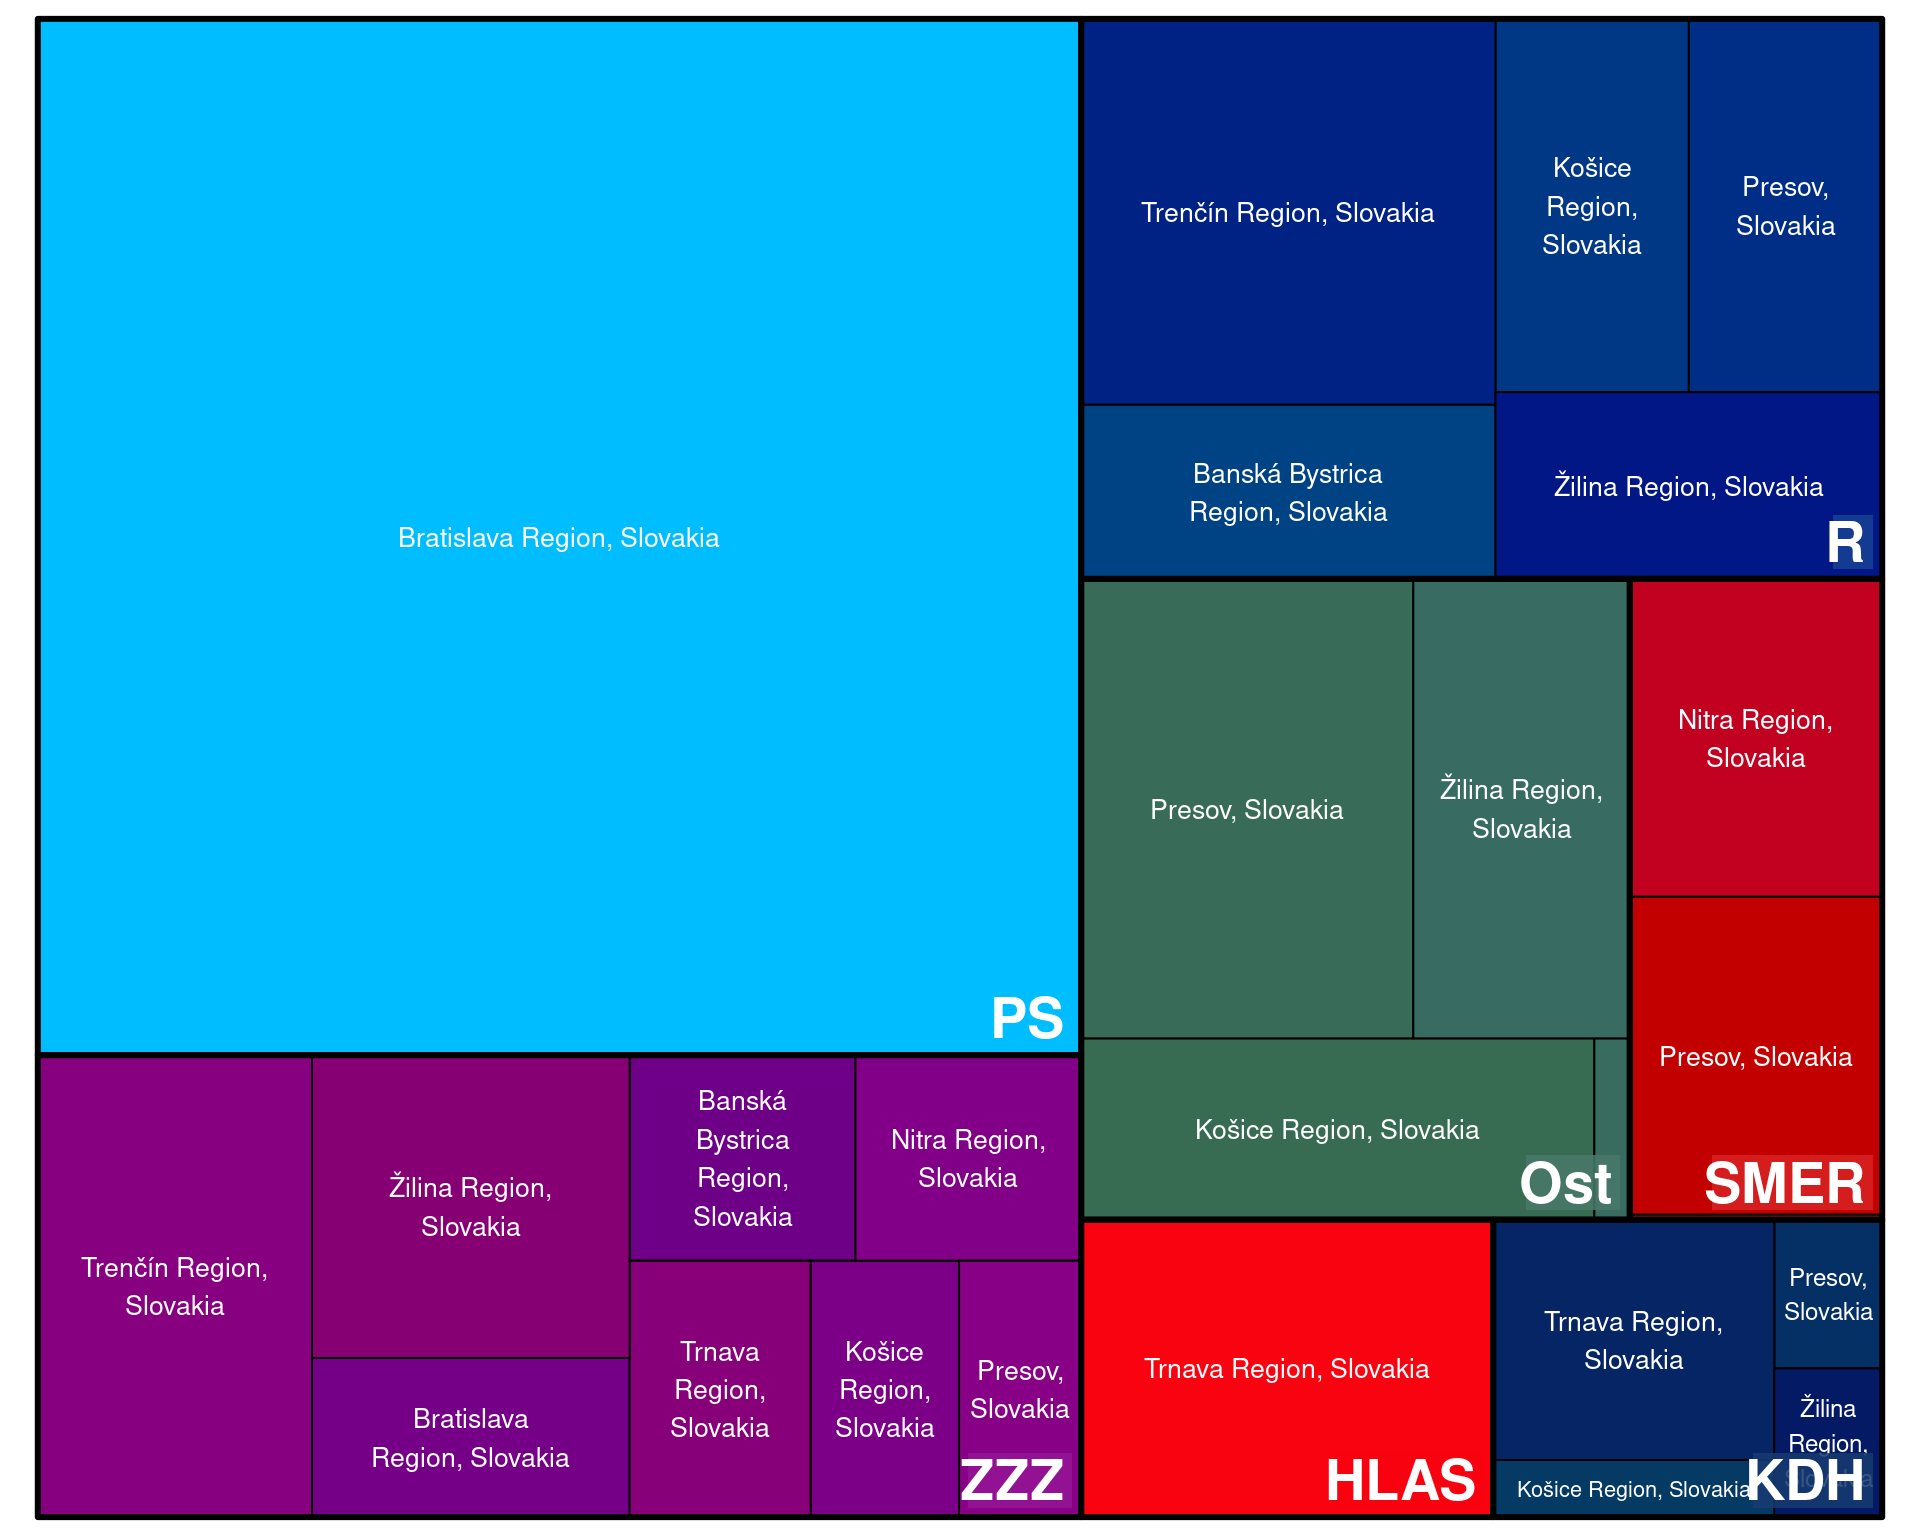 Bratislava Region, Slovakia
PS
Trenčín Region, Slovakia
Košice
Region,
Slovakia
Presov,
Slovakia
Banská Bystrica
Region, Slovakia
Žilina Region, Slovakia
R
Presov, Slovakia
Žilina Region,
Slovakia
Košice Region, Slovakia
Ost
Nitra Region,
Slovakia
Presov, Slovakia
SMER
Trenčín Region,
Slovakia
Žilina Region,
Slovakia
Bratislava
Region, Slovakia
Banská
Bystrica
Region,
Slovakia
Nitra Region,
Slovakia
Trnava
Region,
Slovakia
Košice
Region,
Slovakia
Presov,
Slovakia
ZZZ
Trnava Region, Slovakia
HLAS
Trnava Region,
Slovakia
Presov,
Slovakia
Žilina
Region,
Slovakia
Košice Region, Slovakia
KDH